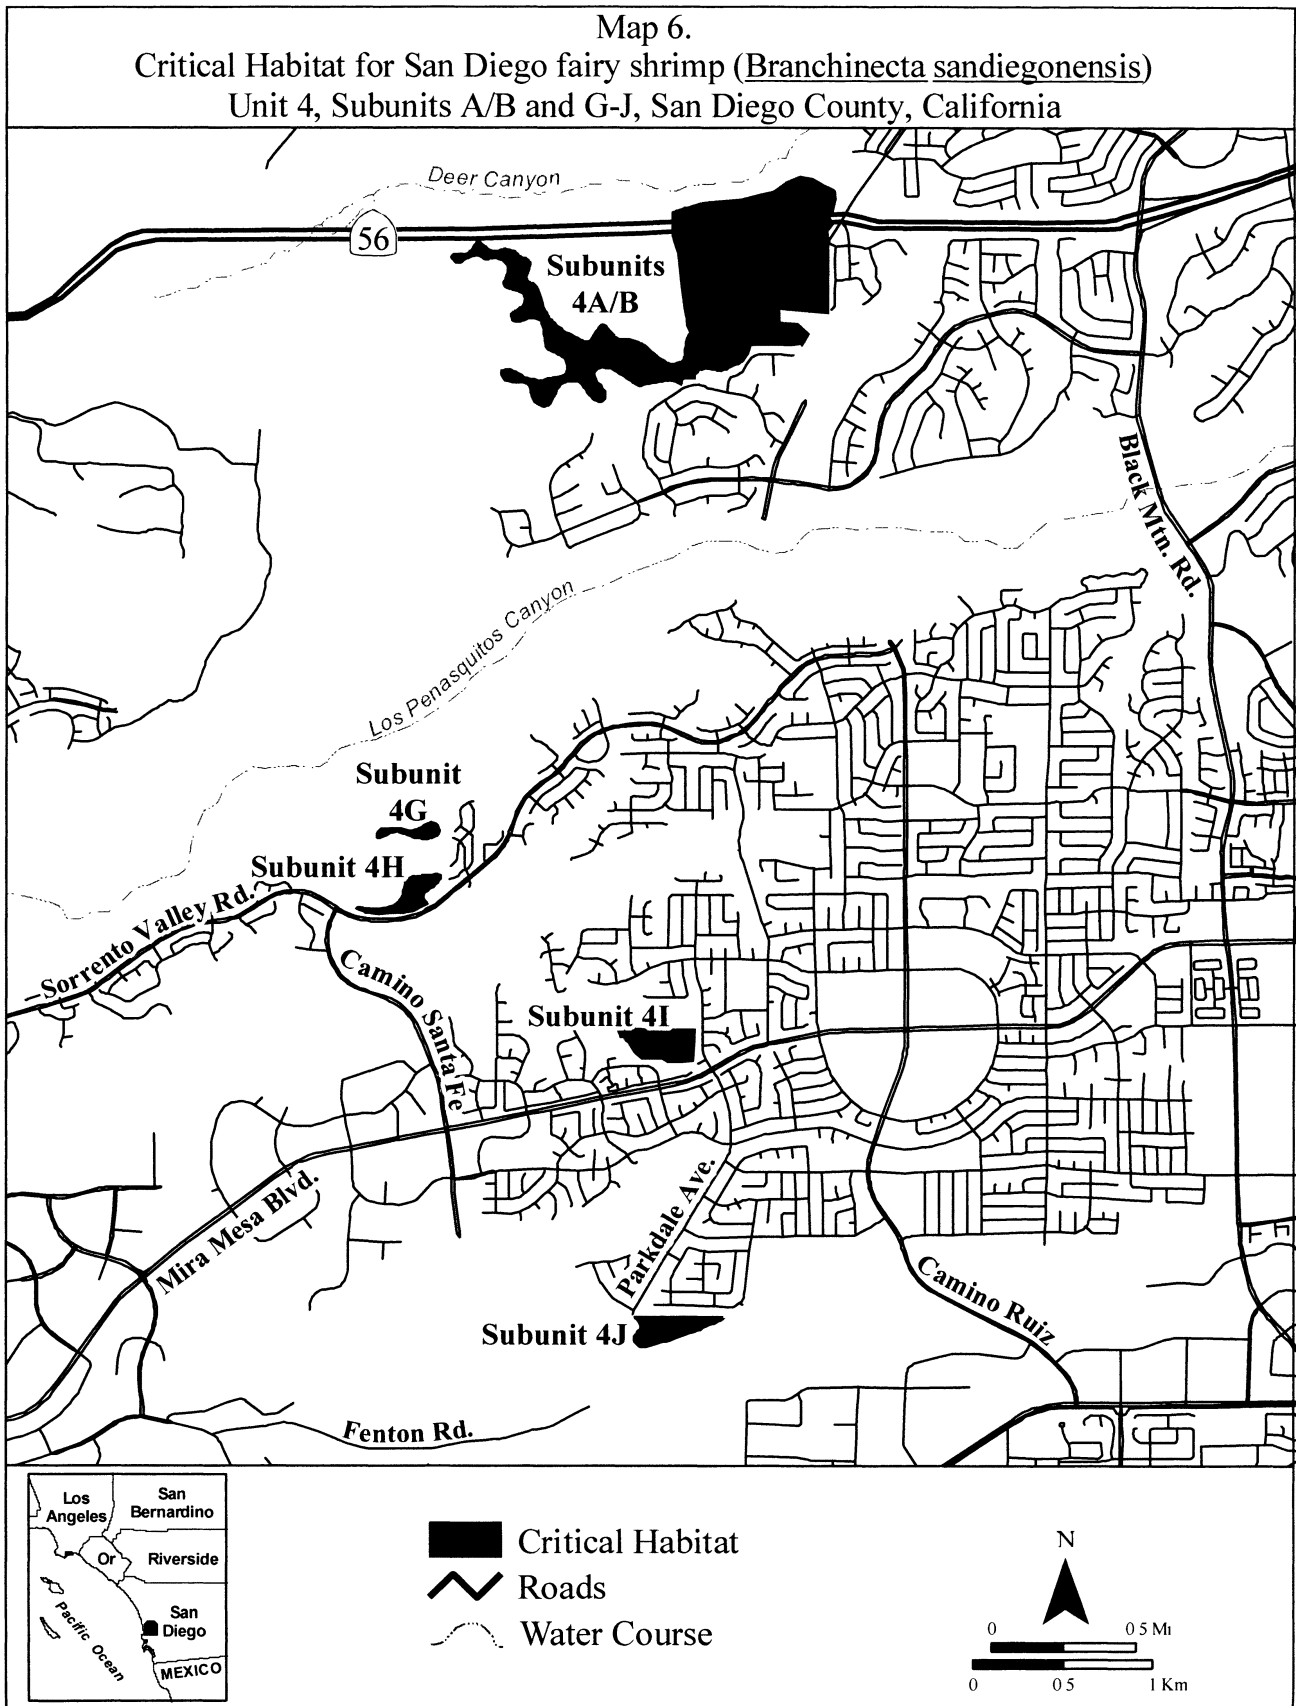 Map 6.
Critical Habitat for San Diego fairy shrimp (Branchinecta sandiegonensis)
Unit 4, Subunits A/B and G-J, San Diego County, California
Deer Canyon
56
Subunits
4A/B
Black Mtn. Rd.
Los Penasquitos Canyon
Subunit
4G
Subunit 4H
Sorrento Valley Rd.
Camino Santa Fe
Subunit 4I
Mira Mesa Blvd.
Parkdale Ave.
Camino Ruiz
Subunit 4J
Fenton Rd.
Los
Angeles
San
Bernardino
Or
Riverside
San
Diego
Pacific Ocean
MEXICO
Critical Habitat
Roads
Water Course
N
0 0 5 Mi
0 0 5 1 Km